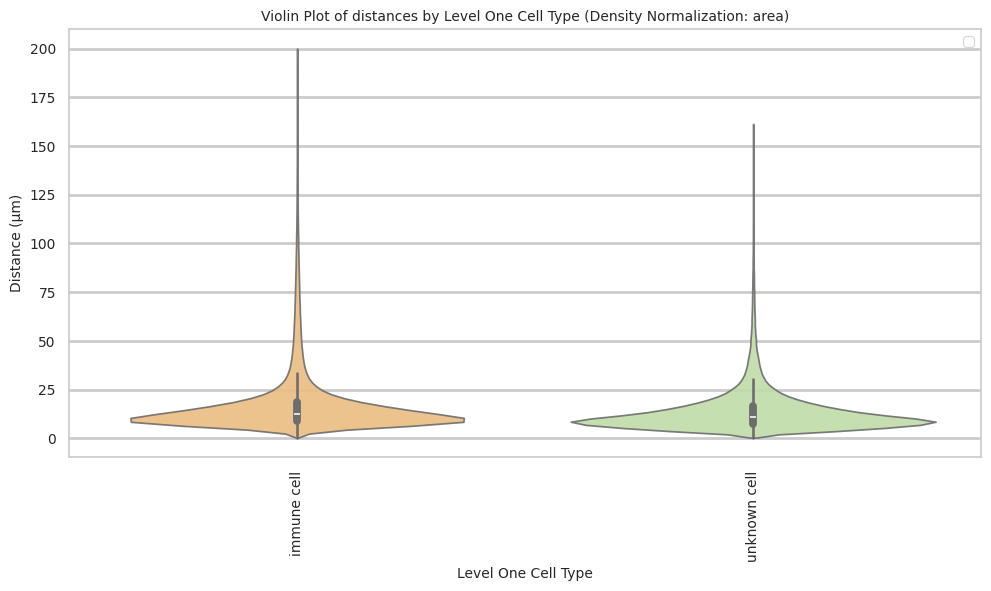 Violin Plot of distances by Level One Cell Type (Density Normalization: area)
200
175
150
125
100
75
50
25
0
Distance (μm)
immune cell
unknown cell
Level One Cell Type